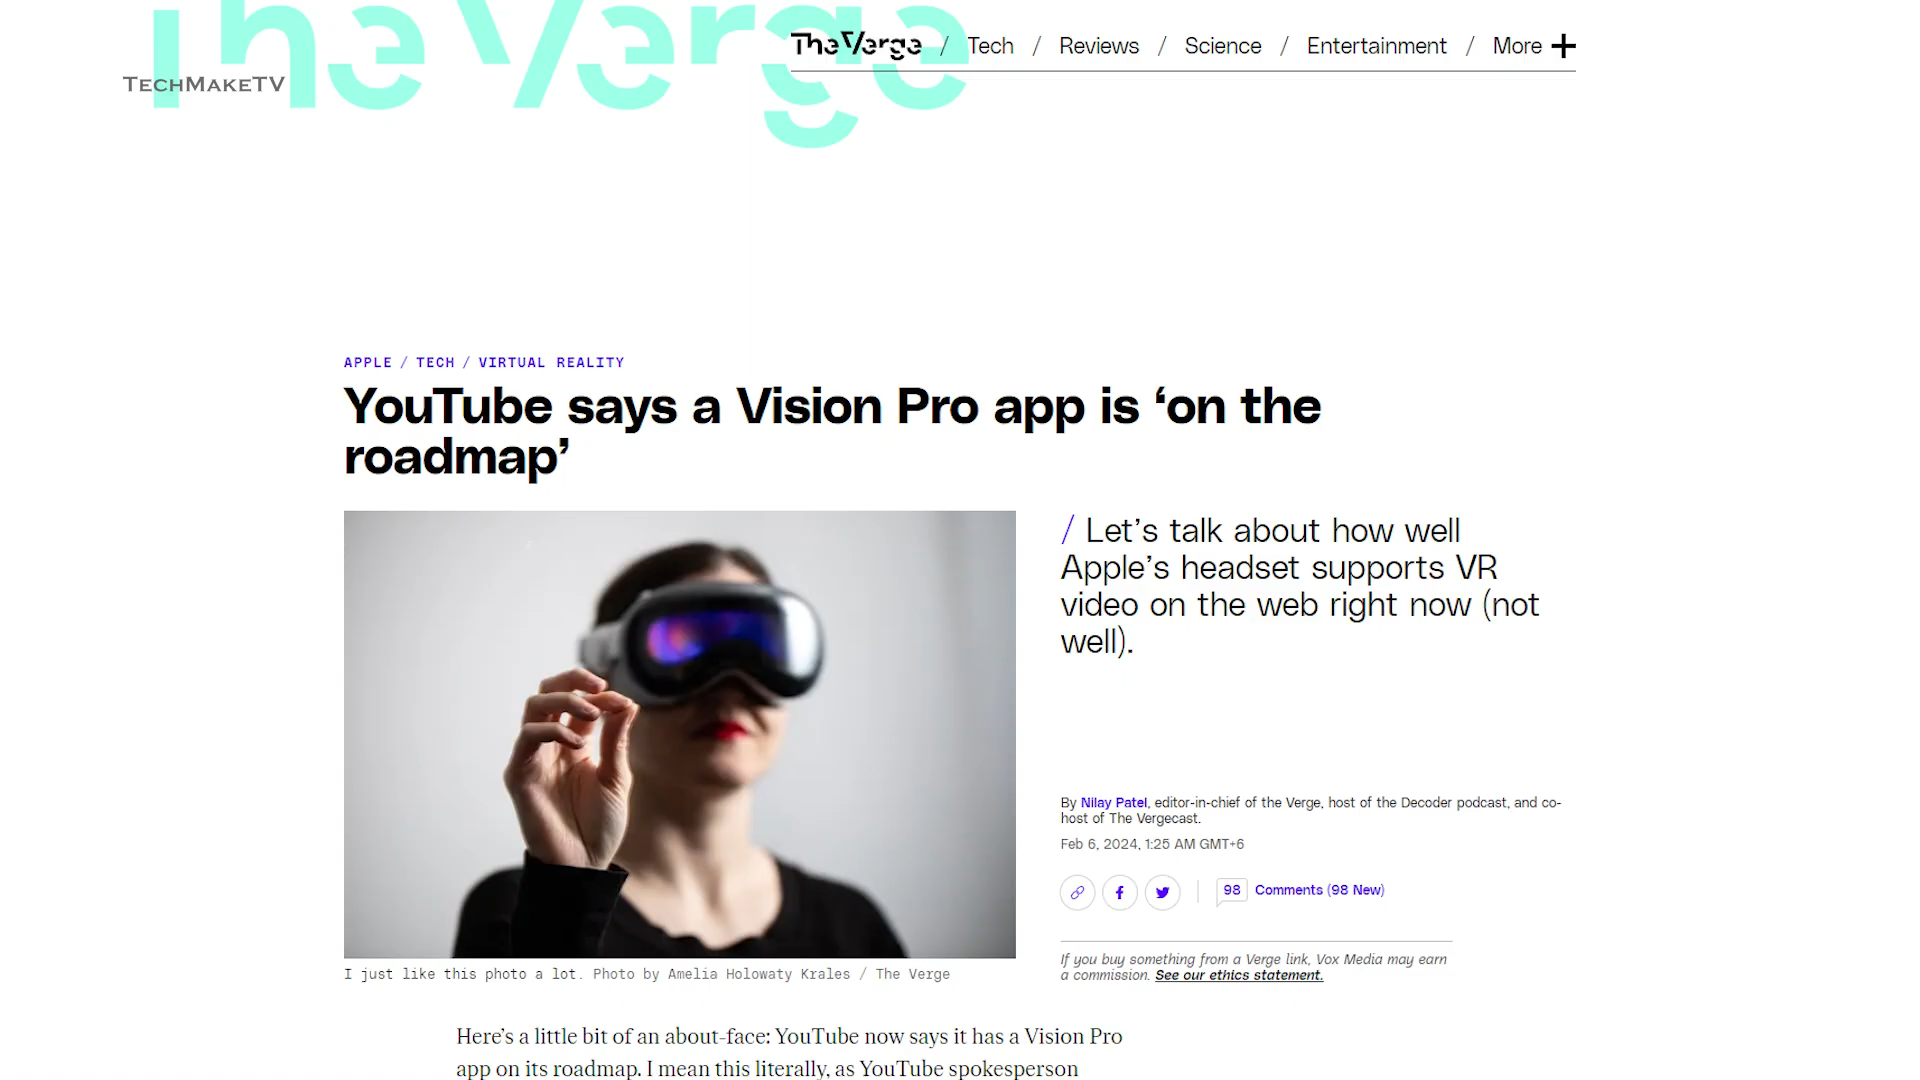 The Verge
The Verge / Tech / Reviews / Science / Entertainment / More +
TECHMAKETV
APPLE / TECH / VIRTUAL REALITY
YouTube says a Vision Pro app is ‘on the
roadmap’
/ Let’s talk about how well
Apple’s headset supports VR
video on the web right now (not
well).
By Nilay Patel, editor-in-chief of the Verge, host of the Decoder podcast, and co-
host of The Vergecast.
Feb 6, 2024, 1:25 AM GMT+6
98 Comments (98 New)
If you buy something from a Verge link, Vox Media may earn
a commission. See our ethics statement.
I just like this photo a lot. Photo by Amelia Holowaty Krales / The Verge
Here’s a little bit of an about-face: YouTube now says it has a Vision Pro
app on its roadmap. I mean this literally, as YouTube spokesperson